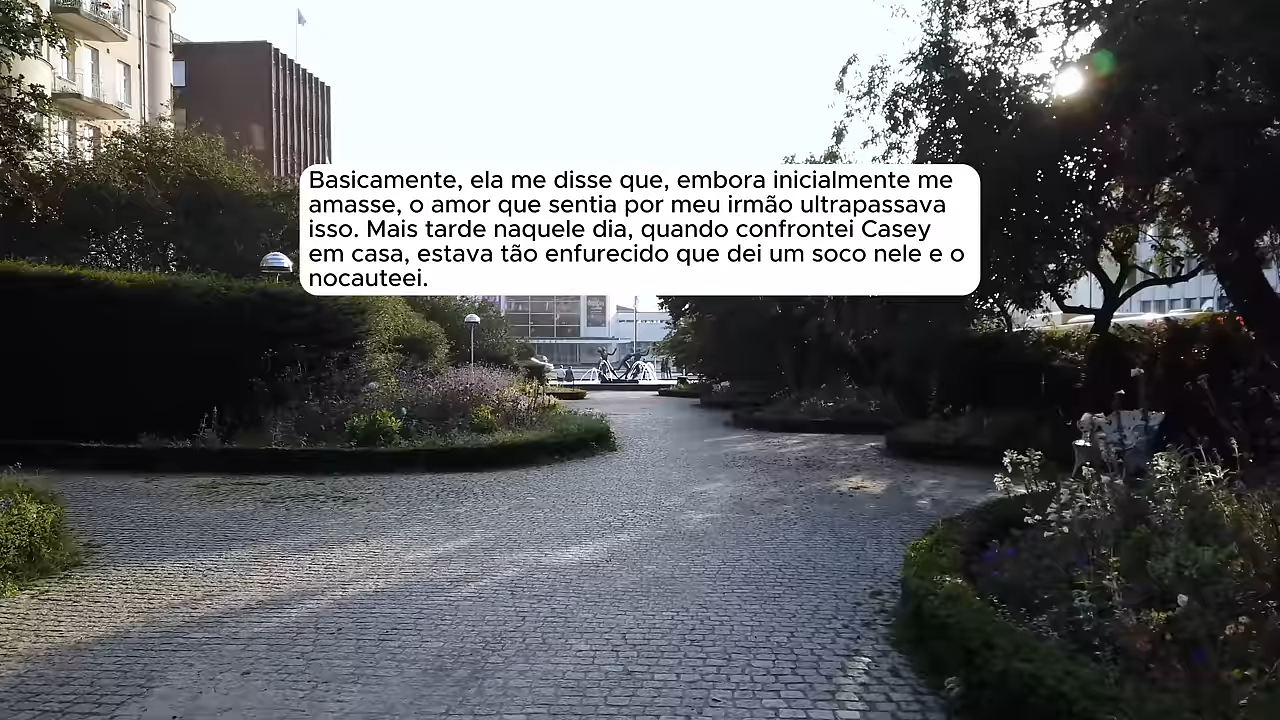 Basicamente, ela me disse que, embora inicialmente me
amasse, o amor que sentia por meu irmão ultrapassava
isso. Mais tarde naquele dia, quando confrontei Casey
em casa, estava tão enfurecido que dei um soco nele e o
nocauteei.